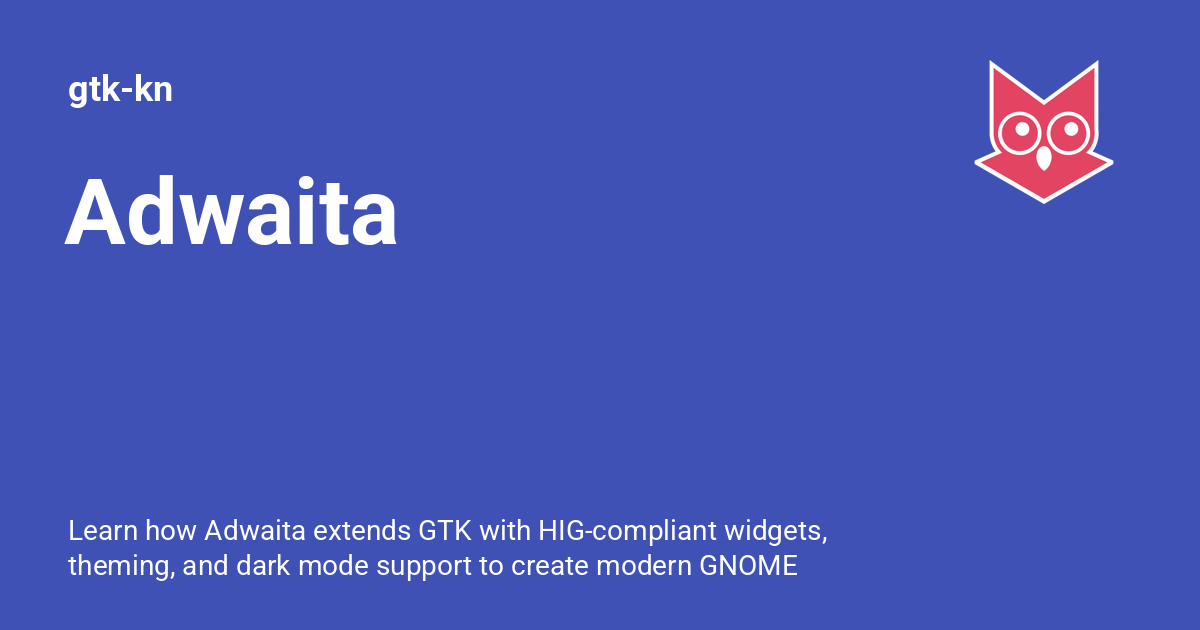 gtk-kn
Adwaita
Learn how Adwaita extends GTK with HIG-compliant widgets,
theming, and dark mode support to create modern GNOME